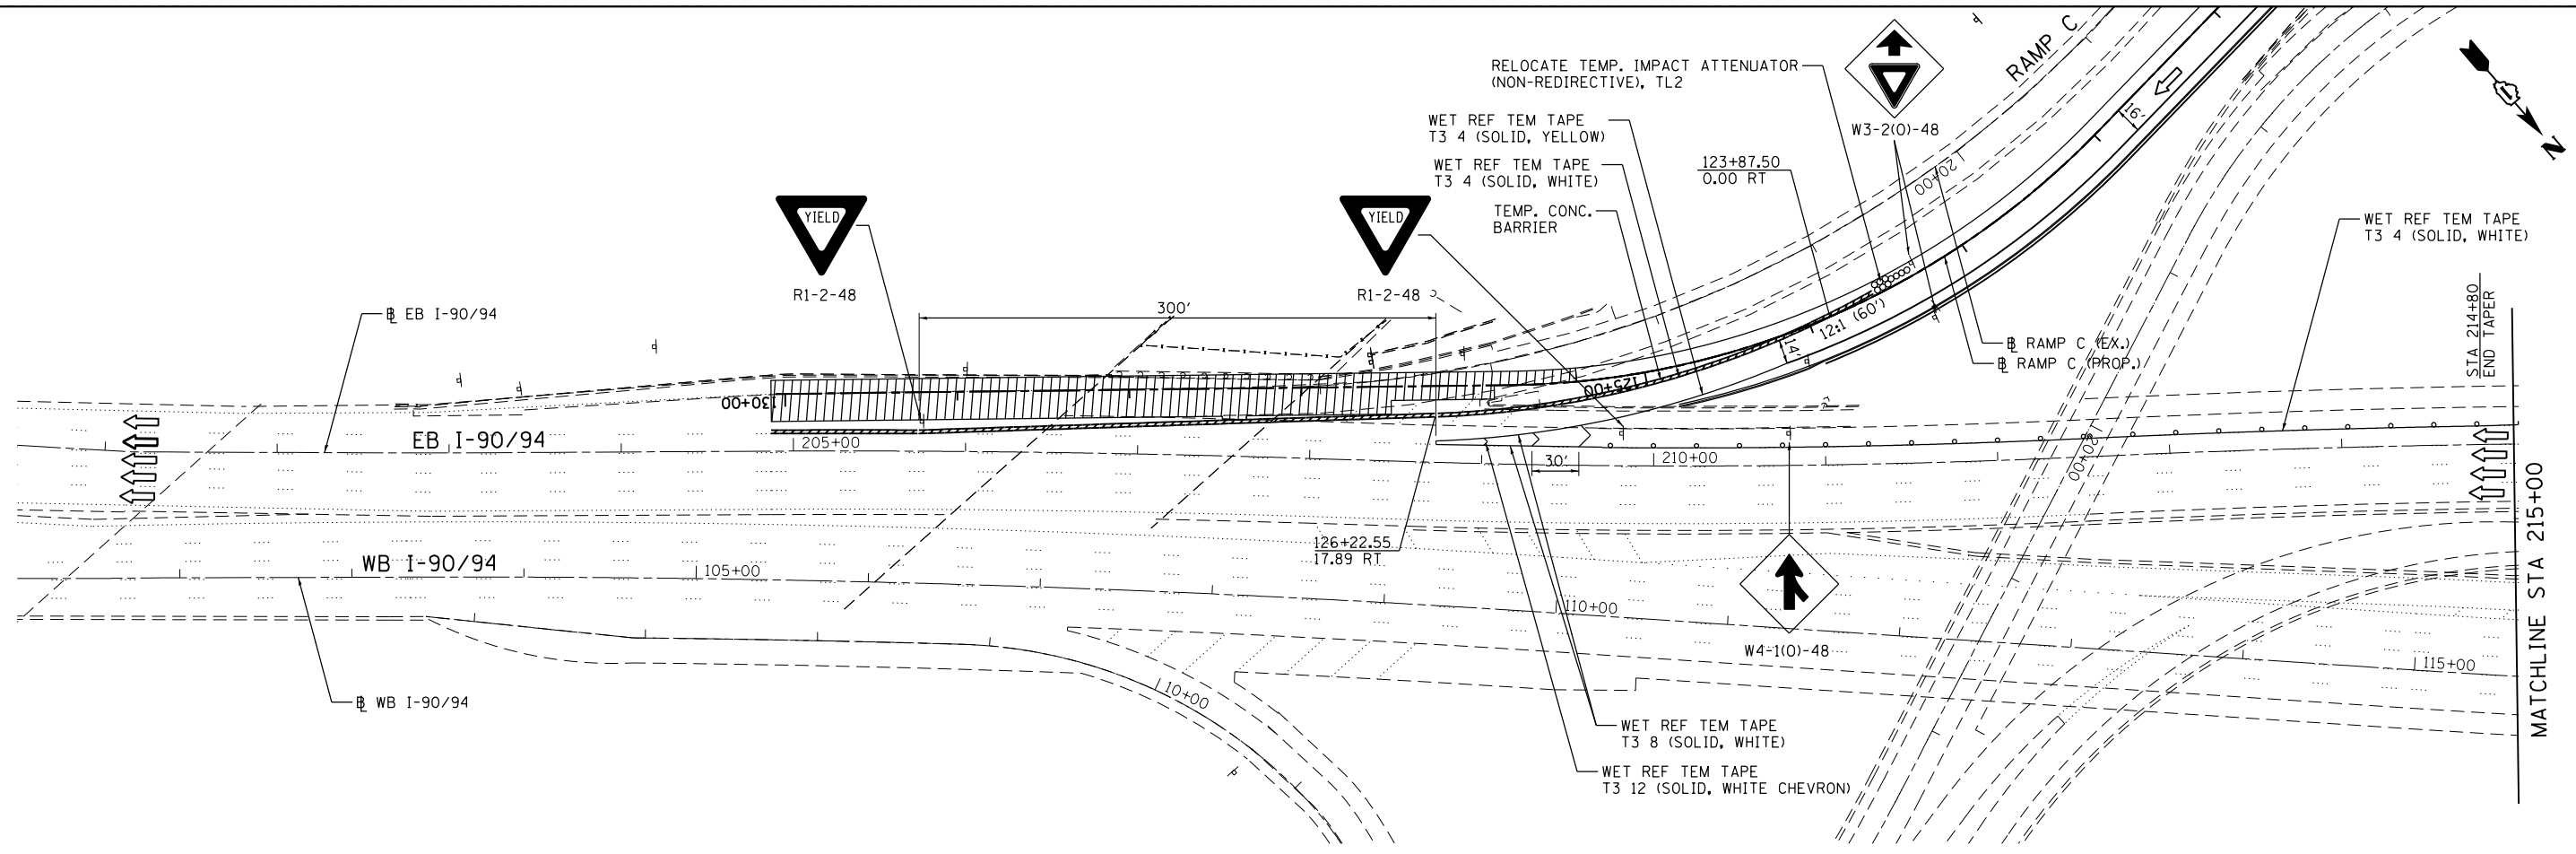 RAMP C
RELOCATE TEMP. IMPACT ATTENUATOR
(NON-REDIRECTIVE), TL2
WET REF TEM TAPE
T3 4 (SOLID, YELLOW)
WET REF TEM TAPE
T3 4 (SOLID, WHITE)
TEMP. CONC.
BARRIER
123+87.50
0.00 RT
W3-2(O)-48
16'
N
20+00
WET REF TEM TAPE
T3 4 (SOLID, WHITE)
YIELD
R1-2-48
YIELD
R1-2-48
300'
12:1 (60')
14'
STA 214+80
END TAPER
℄ EB I-90/94
B RAMP C (EX.)
B RAMP C (PROP.)
130+00
125+00
EB I-90/94
205+00
30'
210+00
20+00
MATCHLINE STA 215+00
126+22.55
17.89 RT
WB I-90/94
105+00
110+00
W4-1(O)-48
115+00
10+00
B WB I-90/94
WET REF TEM TAPE
T3 8 (SOLID, WHITE)
WET REF TEM TAPE
T3 12 (SOLID, WHITE CHEVRON)